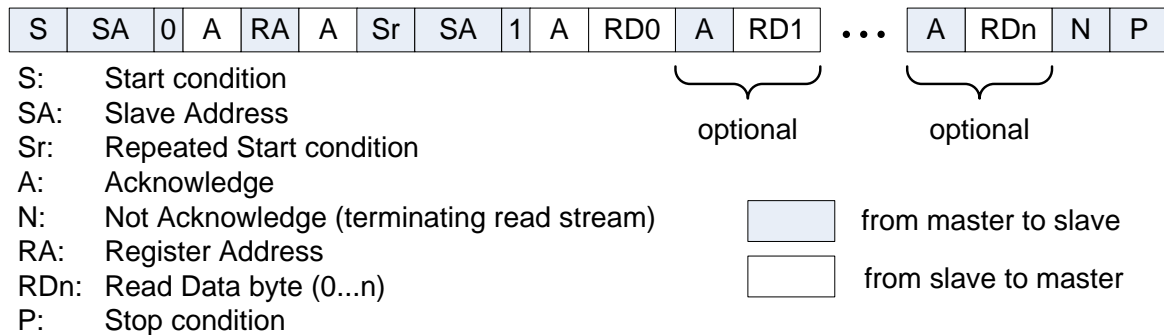 S SA 0 A RA A Sr SA 1 A RD0 A RD1 • • • A RDn N P
optional optional
S: Start condition
SA: Slave Address
Sr: Repeated Start condition
A: Acknowledge
N: Not Acknowledge (terminating read stream)
RA: Register Address
RDn: Read Data byte (0...n)
P: Stop condition
from master to slave
from slave to master